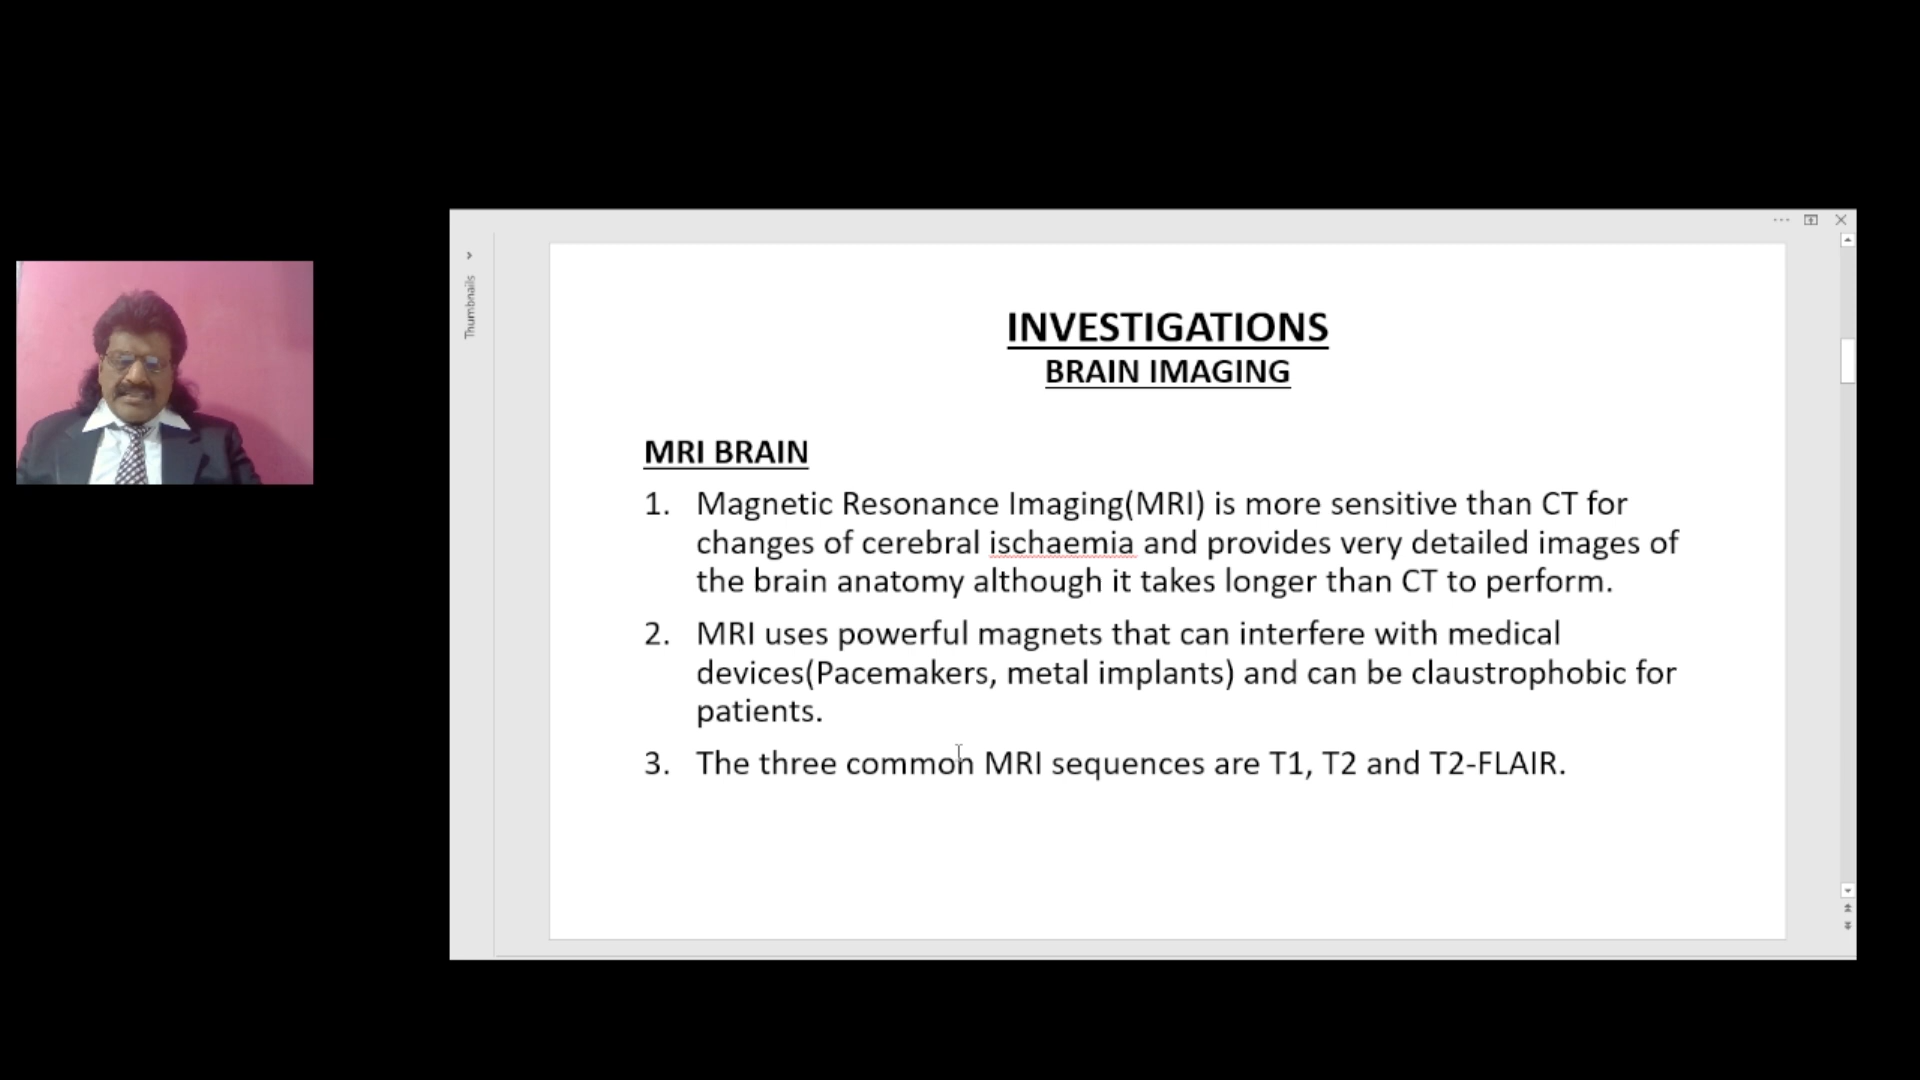 Thumbnails
INVESTIGATIONS
BRAIN IMAGING
MRI BRAIN
1. Magnetic Resonance Imaging(MRI) is more sensitive than CT for
changes of cerebral ischaemia and provides very detailed images of
the brain anatomy although it takes longer than CT to perform.
2. MRI uses powerful magnets that can interfere with medical
devices(Pacemakers, metal implants) and can be claustrophobic for
patients.
3. The three common MRI sequences are T1, T2 and T2-FLAIR.